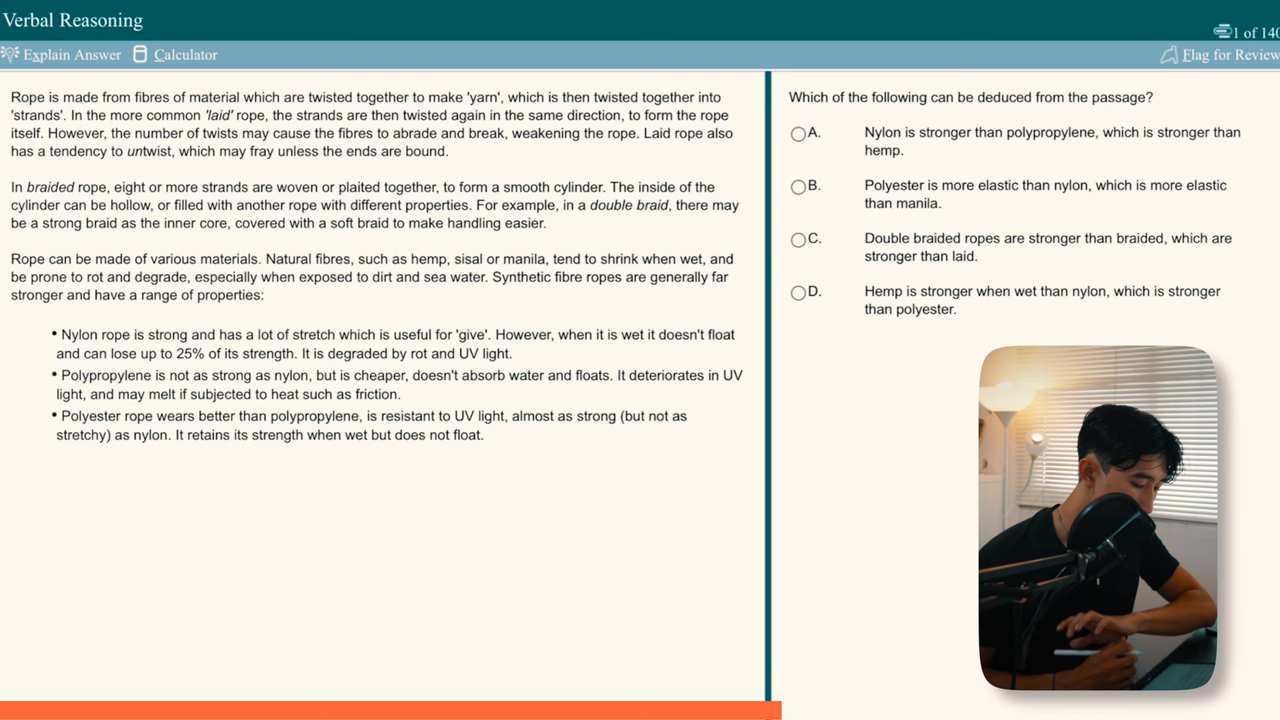 Verbal Reasoning
1 of 140
Explain Answer
Calculator
Flag for Review
Rope is made from fibres of material which are twisted together to make 'yarn', which is then twisted together into
'strands'. In the more common 'laid' rope, the strands are then twisted again in the same direction, to form the rope
itself. However, the number of twists may cause the fibres to abrade and break, weakening the rope. Laid rope also
has a tendency to untwist, which may fray unless the ends are bound.
In braided rope, eight or more strands are woven or plaited together, to form a smooth cylinder. The inside of the
cylinder can be hollow, or filled with another rope with different properties. For example, in a double braid, there may
be a strong braid as the inner core, covered with a soft braid to make handling easier.
Rope can be made of various materials. Natural fibres, such as hemp, sisal or manila, tend to shrink when wet, and
be prone to rot and degrade, especially when exposed to dirt and sea water. Synthetic fibre ropes are generally far
stronger and have a range of properties:
• Nylon rope is strong and has a lot of stretch which is useful for 'give'. However, when it is wet it doesn't float
and can lose up to 25% of its strength. It is degraded by rot and UV light.
• Polypropylene is not as strong as nylon, but is cheaper, doesn't absorb water and floats. It deteriorates in UV
light, and may melt if subjected to heat such as friction.
• Polyester rope wears better than polypropylene, is resistant to UV light, almost as strong (but not as
stretchy) as nylon. It retains its strength when wet but does not float.
Which of the following can be deduced from the passage?
A. Nylon is stronger than polypropylene, which is stronger than
hemp.
B. Polyester is more elastic than nylon, which is more elastic
than manila.
C. Double braided ropes are stronger than braided, which are
stronger than laid.
D. Hemp is stronger when wet than nylon, which is stronger
than polyester.